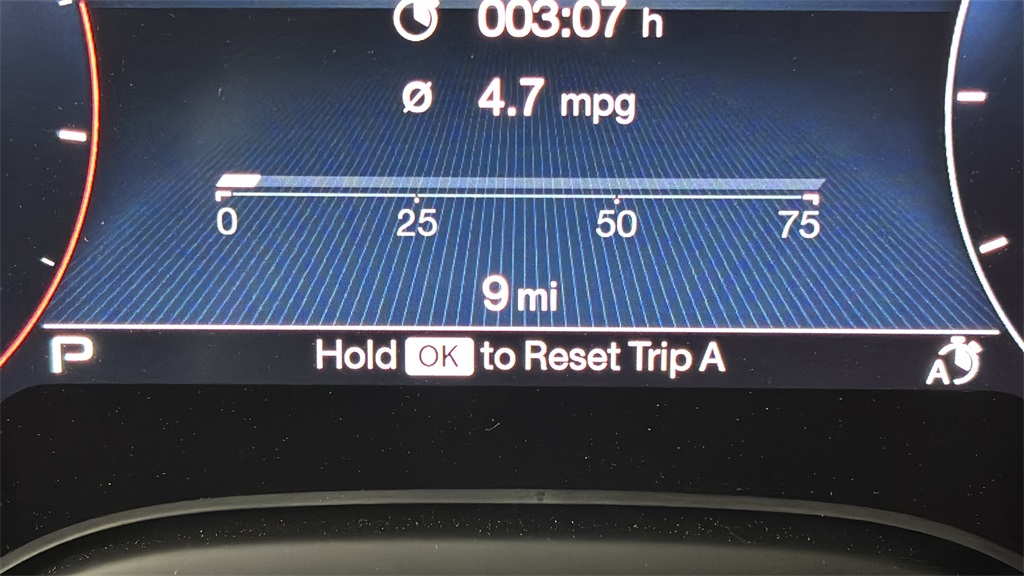 003:07 h
Ø 4.7 mpg
0 25 50 75
9 mi
P Hold OK to Reset Trip A A